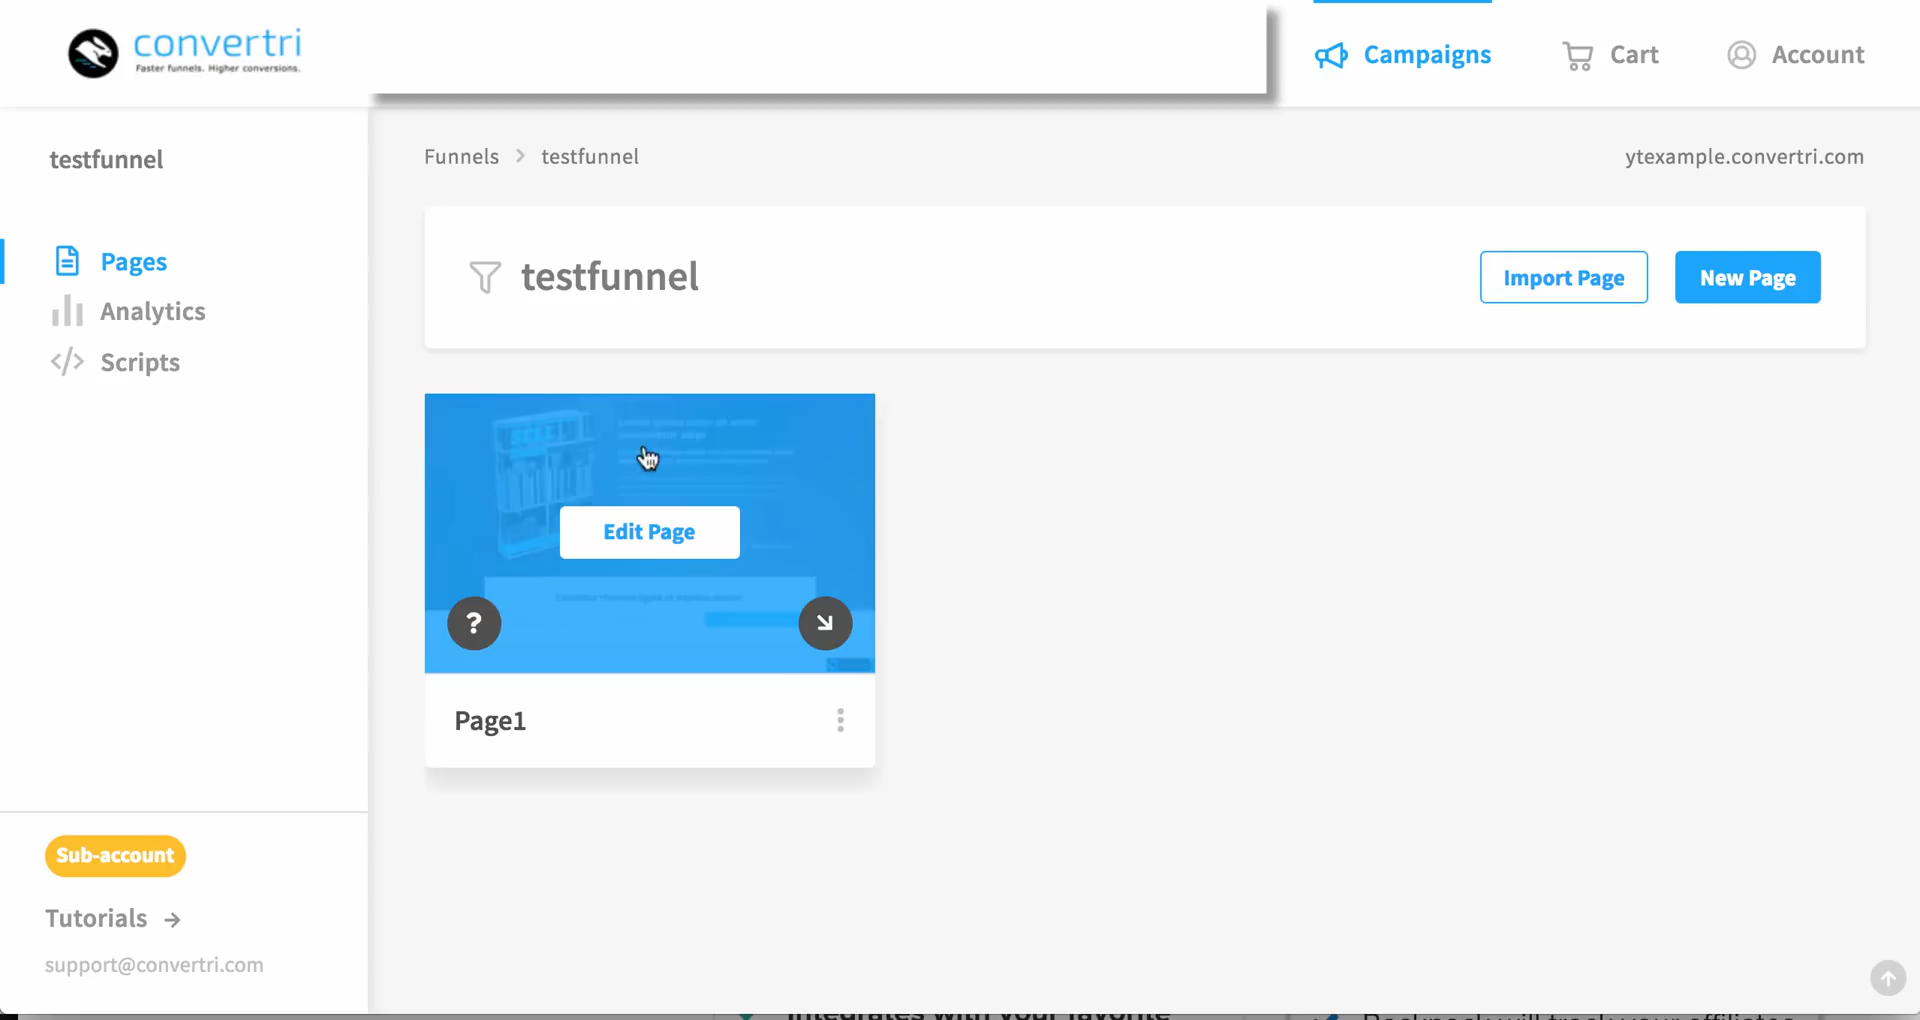 convertri
Faster funnels. Higher conversions.
Campaigns
Cart
Account
testfunnel
Funnels > testfunnel
ytexample.convertri.com
Pages
Analytics
Scripts
testfunnel
Import Page
New Page
Edit Page
?
Page1
Sub-account
Tutorials →
support@convertri.com